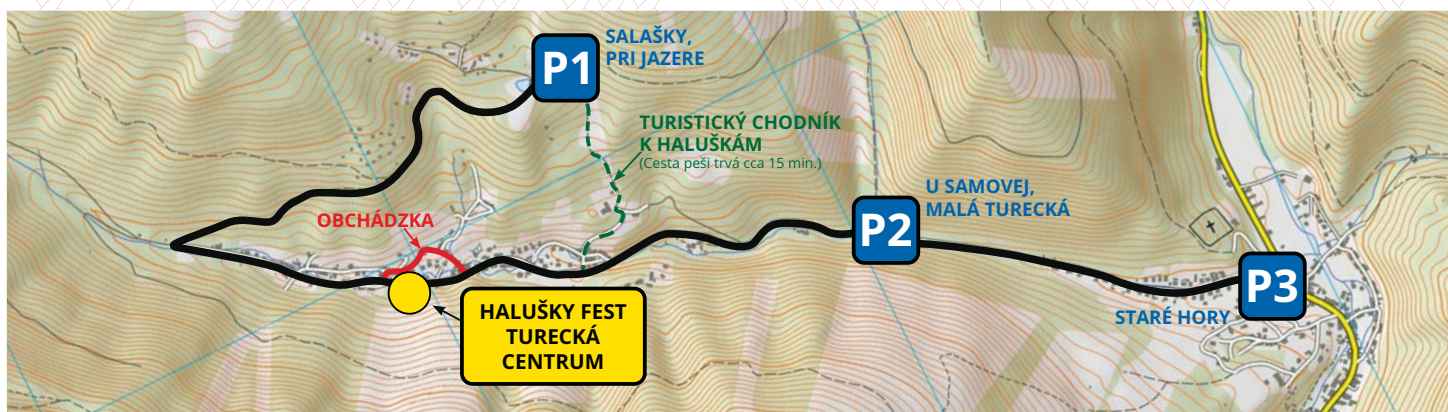 P1
SALAŠKY,
PRI JAZERE
TURISTICKÝ CHODNÍK
K HALUŠKÁM
(Cesta peši trvá cca 15 min.)
U SAMOVEJ,
MALÁ TURECKÁ
P2
OBCHÁDZKA
P3
STARÉ HORY
HALUŠKY FEST
TURECKÁ
CENTRUM